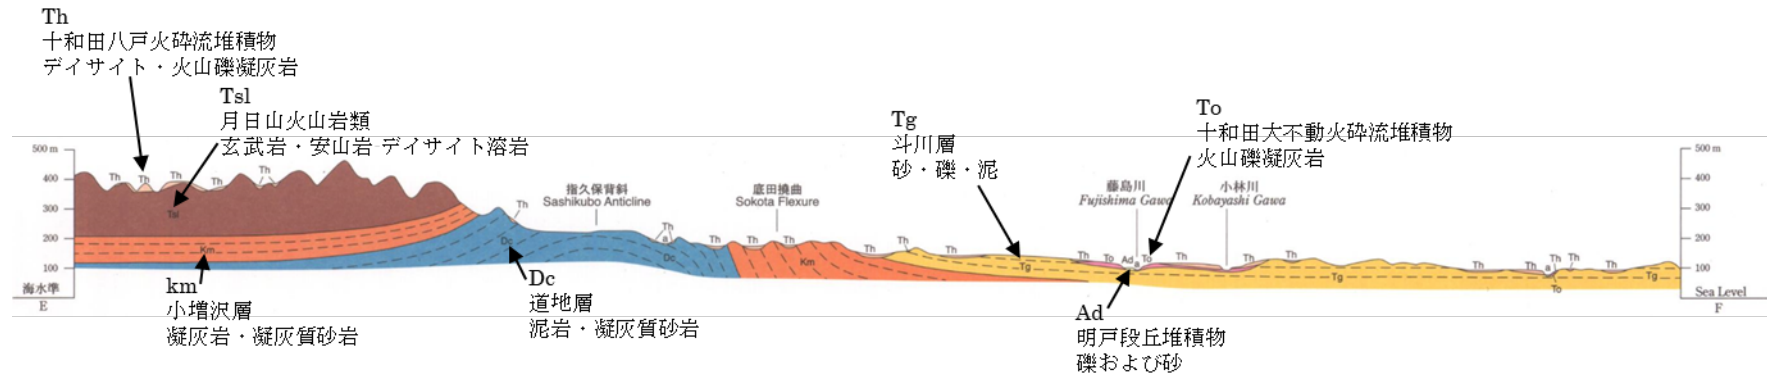 Th
十和田八戸火砕流堆積物
デイサイト・火山礫凝灰岩
Tsl
月日山火山岩類
玄武岩・安山岩 デイサイト溶岩
Tg
斗川層
砂・礫・泥
To
十和田大不動火砕流堆積物
火山礫凝灰岩
500 m
400
300
200
100
海水準
E
Th
Th
Th
Th
Th
Tsl
Km
Th
Dc
指久保背斜
Sashikubo Anticline
Th
a
Dc
底田撓曲
Sokota Flexure
Th
Th
Th
Km
Th
Th
Th
Tg
藤島川
Fujishima Gawa
小林川
Kobayashi Gawa
Th
To
Ad
a
To
Th
Th
Th
Tg
Th
Th
a
Th
Th
To
Th
Tg
500 m
400
300
200
100
Sea Level
F
km
小増沢層
凝灰岩・凝灰質砂岩
Dc
道地層
泥岩・凝灰質砂岩
Ad
明戸段丘堆積物
礫および砂